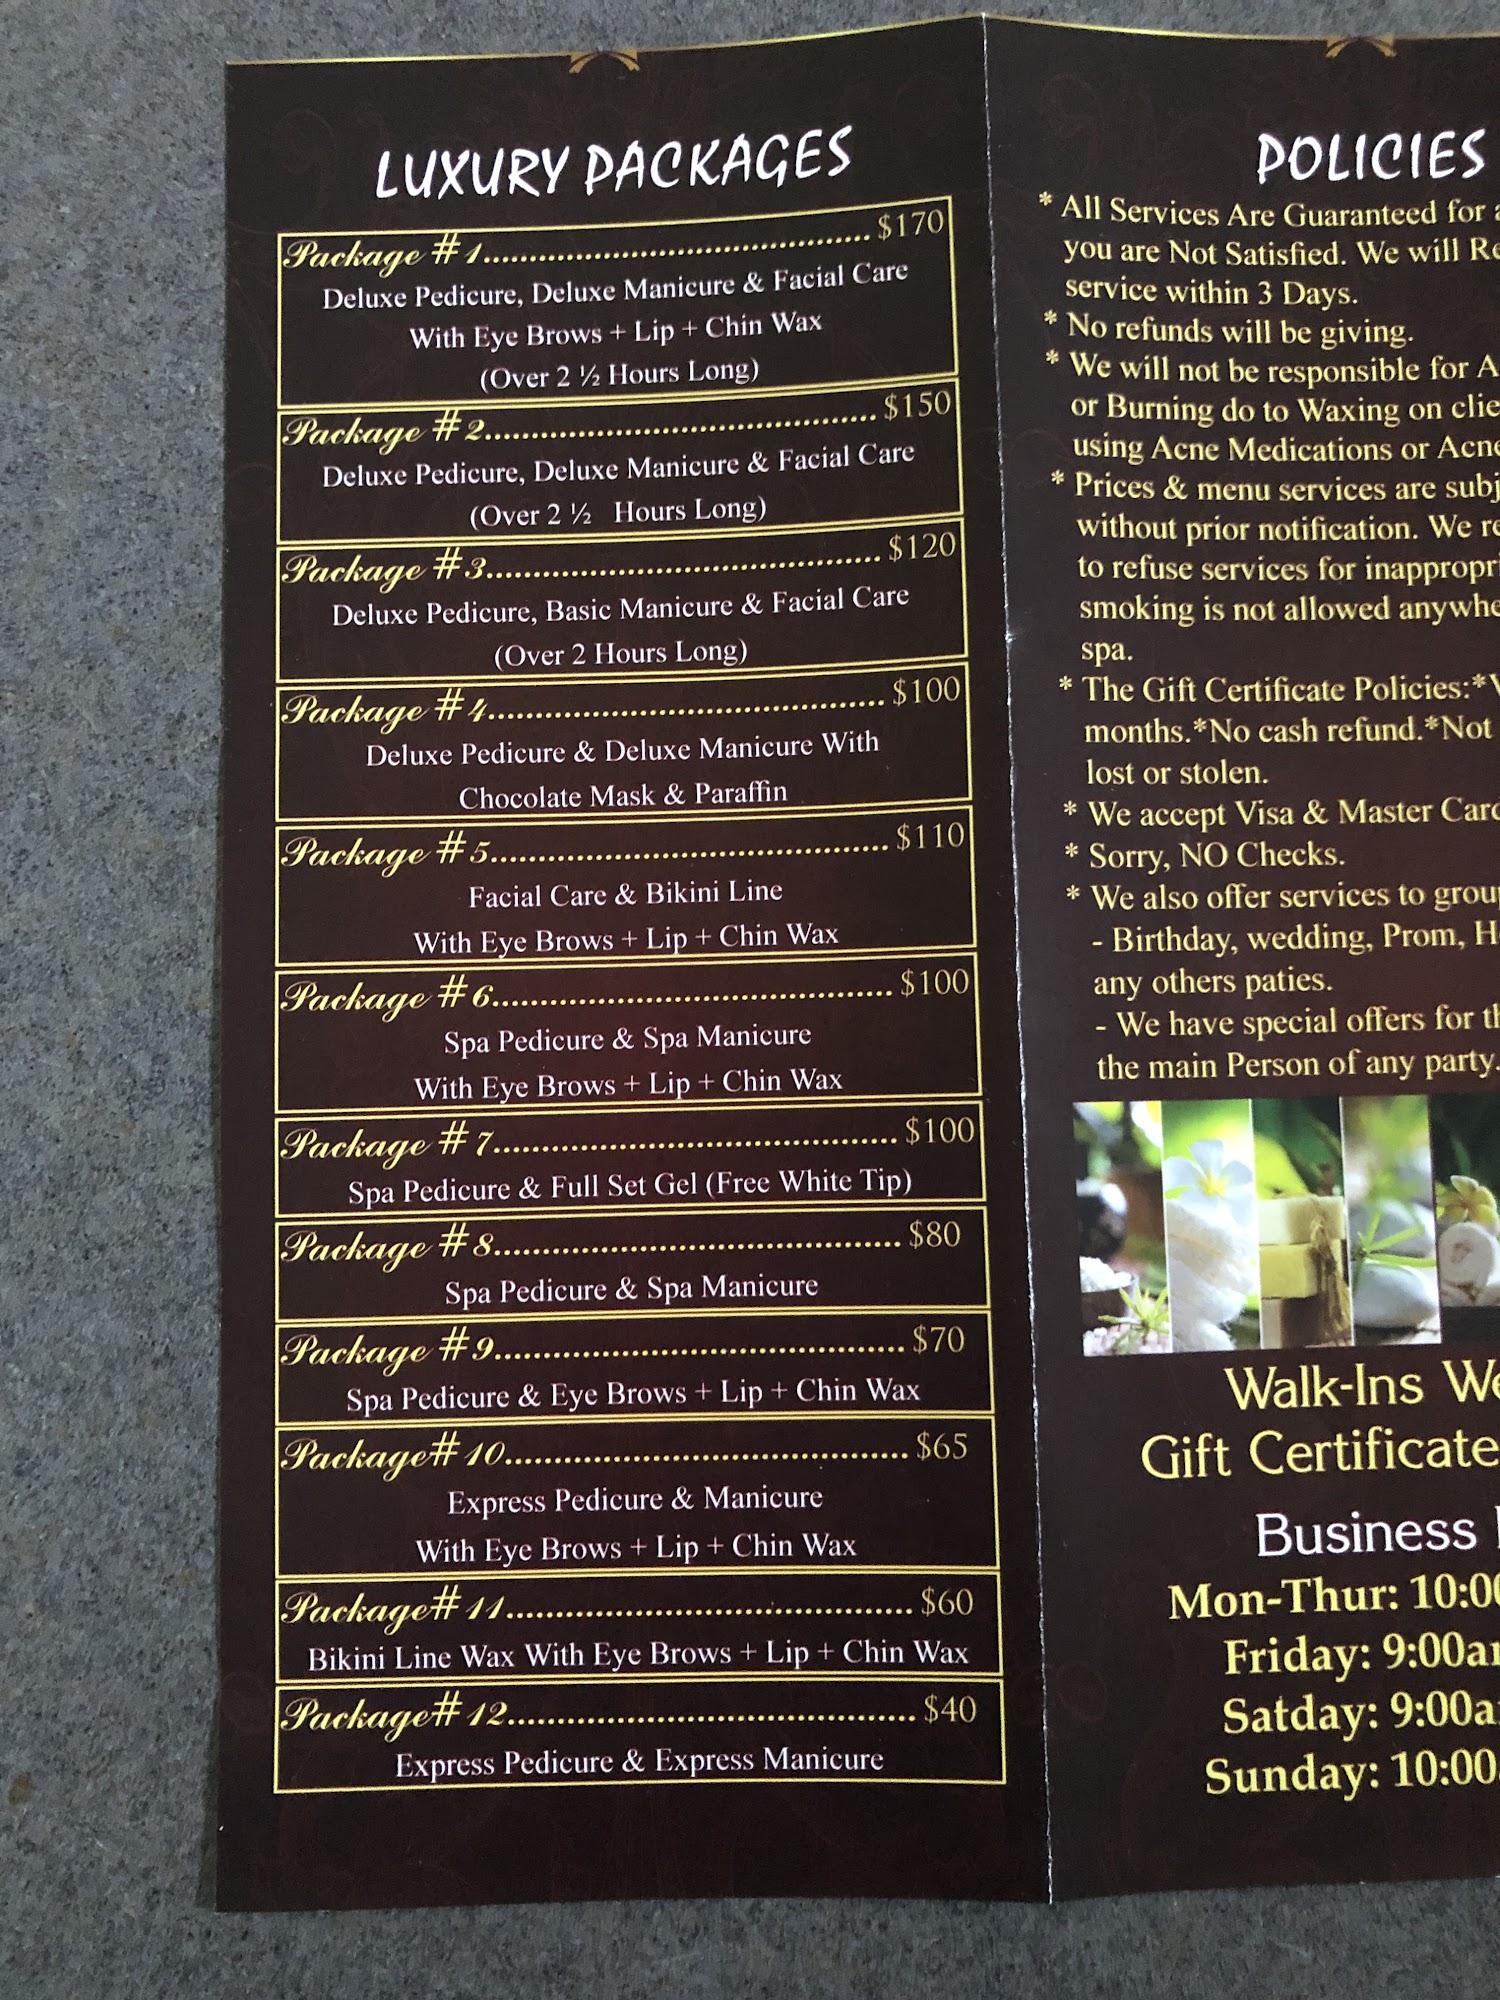 LUXURY PACKAGES
Package #1.......................................... $170
Deluxe Pedicure, Deluxe Manicure & Facial Care
With Eye Brows + Lip + Chin Wax
(Over 2 ½ Hours Long)
Package #2.......................................... $150
Deluxe Pedicure, Deluxe Manicure & Facial Care
(Over 2 ½ Hours Long)
Package #3.......................................... $120
Deluxe Pedicure, Basic Manicure & Facial Care
(Over 2 Hours Long)
Package #4.......................................... $100
Deluxe Pedicure & Deluxe Manicure With
Chocolate Mask & Paraffin
Package #5.......................................... $110
Facial Care & Bikini Line
With Eye Brows + Lip + Chin Wax
Package #6.......................................... $100
Spa Pedicure & Spa Manicure
With Eye Brows + Lip + Chin Wax
Package #7.......................................... $100
Spa Pedicure & Full Set Gel (Free White Tip)
Package #8.......................................... $80
Spa Pedicure & Spa Manicure
Package #9.......................................... $70
Spa Pedicure & Eye Brows + Lip + Chin Wax
Package#10.......................................... $65
Express Pedicure & Manicure
With Eye Brows + Lip + Chin Wax
Package#11.......................................... $60
Bikini Line Wax With Eye Brows + Lip + Chin Wax
Package#12.......................................... $40
Express Pedicure & Express Manicure
POLICIES
* All Services Are Guaranteed for
you are Not Satisfied. We will
service within 3 Days.
* No refunds will be giving.
* We will not be responsible for
or Burning do to Waxing on
using Acne Medications or
* Prices & menu services are
without prior notification. We
to refuse services for
smoking is not allowed
spa.
* The Gift Certificate Policies:*
months.*No cash refund.*Not
lost or stolen.
* We accept Visa & Master
* Sorry, NO Checks.
* We also offer services to
- Birthday, wedding, Prom,
any others paties.
- We have special offers for
the main Person of any party.
Walk-Ins
Gift Certificate
Business
Mon-Thur: 10:00
Friday: 9:00
Satday: 9:00
Sunday: 10:00